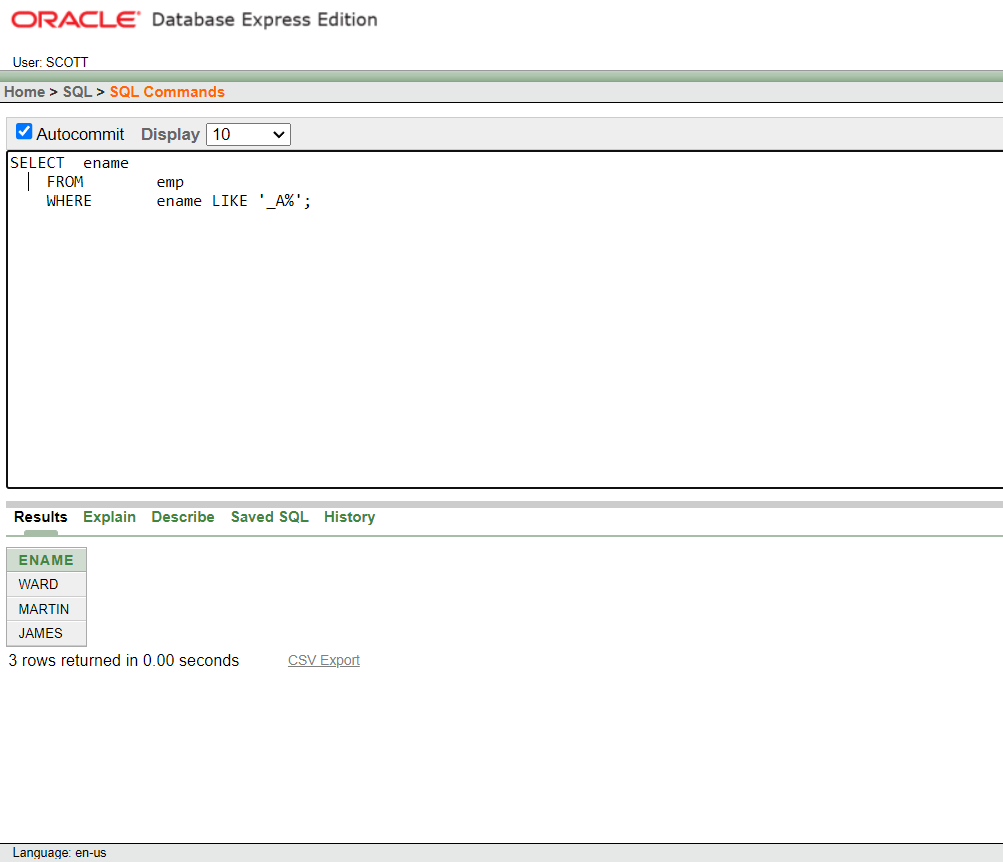 ORACLE Database Express Edition
User: SCOTT
Home > SQL > SQL Commands
Autocommit Display 10
SELECT ename
FROM emp
WHERE ename LIKE '_A%';
Results Explain Describe Saved SQL History
ENAME
WARD
MARTIN
JAMES
3 rows returned in 0.00 seconds CSV Export
Language: en-us